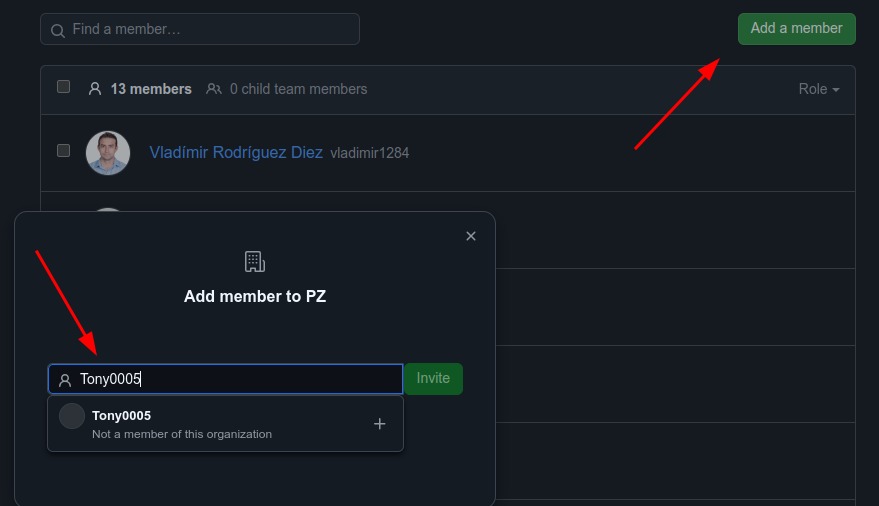 Find a member...
Add a member
13 members 0 child team members Role
Vladímir Rodríguez Diez vladimir1284
Add member to PZ
Tony0005 Invite
Tony0005
Not a member of this organization